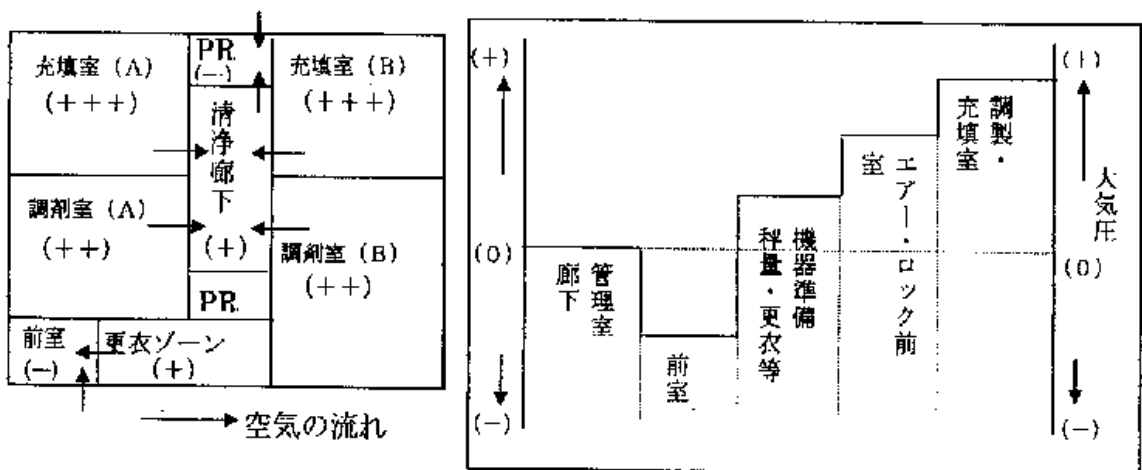 PR
(−)
充填室 (A)
(+++)
充填室 (B)
(+++)
清浄廊下
(+)
調剤室 (A)
(++)
調剤室 (B)
(++)
PR
前室
(−)
更衣ゾーン
(+)
空気の流れ
(+)
(0)
(−)
管理室
廊下
前室
機器準備
秤量・更衣等
エアー・ロック前
室
調製・
充填室
(+)
大気圧
(0)
(−)